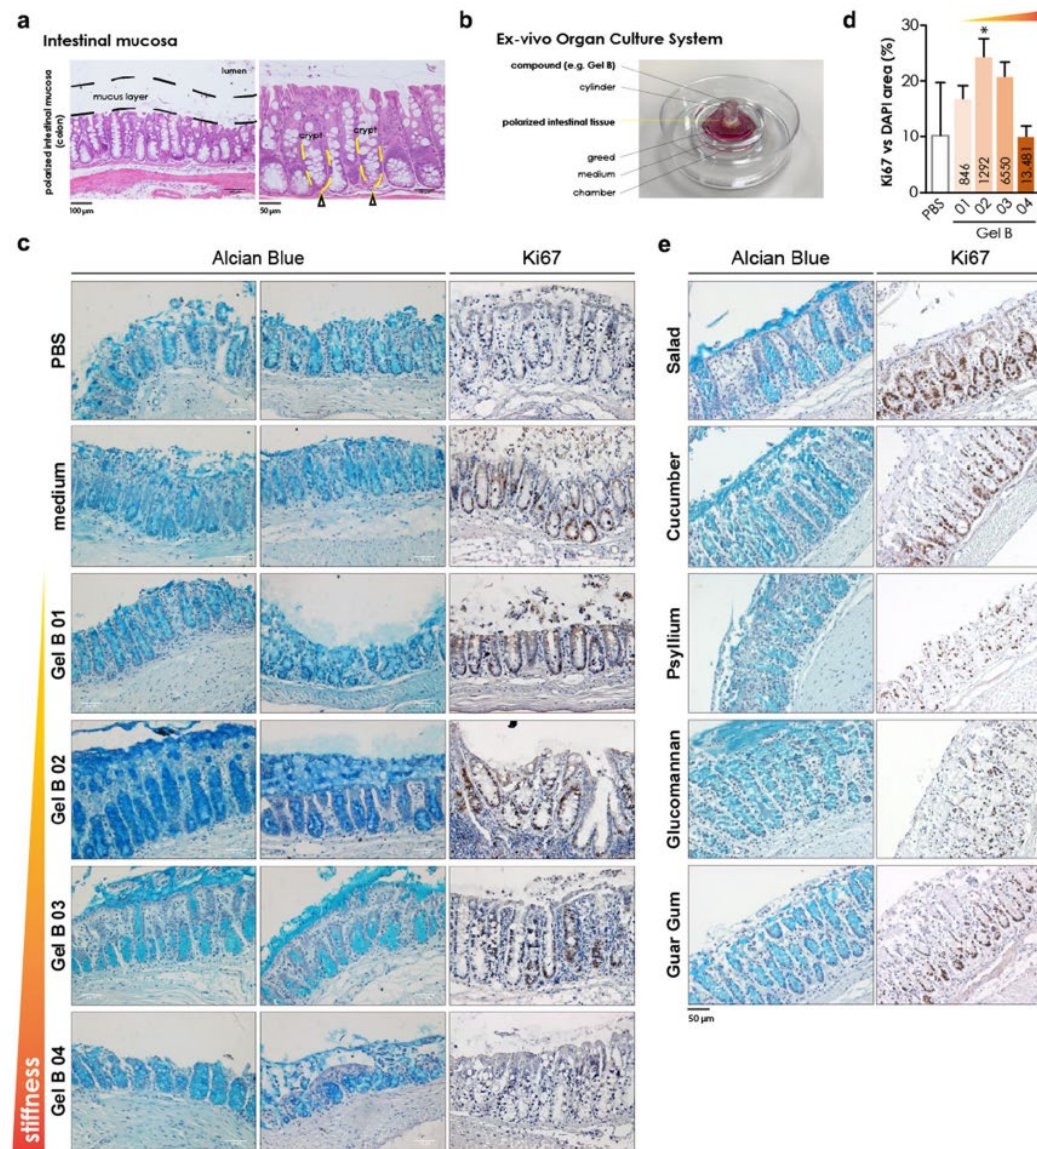 a
Intestinal mucosa
polarized intestinal mucosa
(colon)
lumen
mucus layer
100 μm
crypt
crypt
50 μm
b
Ex-vivo Organ Culture System
compound (e.g. Gel B)
cylinder
polarized intestinal tissue
greed
medium
chamber
d
Ki67 vs DAPI area (%)
30
20
10
0
*
846
1292
6550
13.481
PBS
01
02
03
04
Gel B
c
Alcian Blue
Ki67
PBS
medium
Gel B 01
Gel B 02
Gel B 03
Gel B 04
stiffness
e
Alcian Blue
Ki67
Salad
Cucumber
Psyllium
Glucomannan
Guar Gum
50 μm